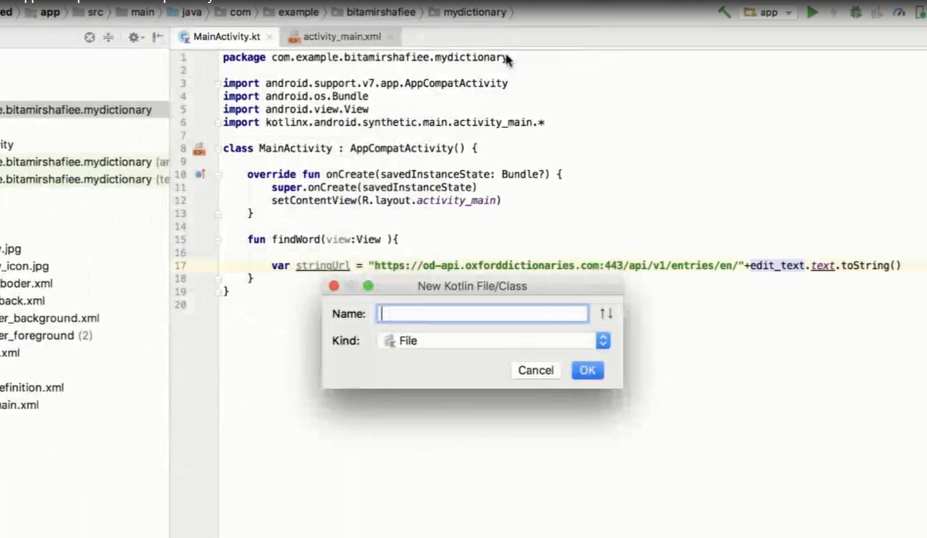 ed app src main java com example bitamirshafiee mydictionary app
MainActivity.kt activity_main.xml
1 package com.example.bitamirshafiee.mydictionary
2
3 import android.support.v7.app.AppCompatActivity
4 import android.os.Bundle
5 import android.view.View
6 import kotlinx.android.synthetic.main.activity_main.*
7
8 class MainActivity : AppCompatActivity() {
9
10 override fun onCreate(savedInstanceState: Bundle?) {
11 super.onCreate(savedInstanceState)
12 setContentView(R.layout.activity_main)
13 }
14
15 fun findWord(view:View ){
16
17 var stringUrl = "https://od-api.oxforddictionaries.com:443/api/v1/entries/en/"+edit_text.text.toString()
18 }
19 }
20
e.bitamirshafiee.mydictionary
ity
e.bitamirshafiee.mydictionary (ar
e.bitamirshafiee.mydictionary (te
.jpg
_icon.jpg
boder.xml
back.xml
er_background.xml
er_foreground (2)
.xml
efinition.xml
ain.xml
New Kotlin File/Class
Name:
Kind: File
Cancel OK